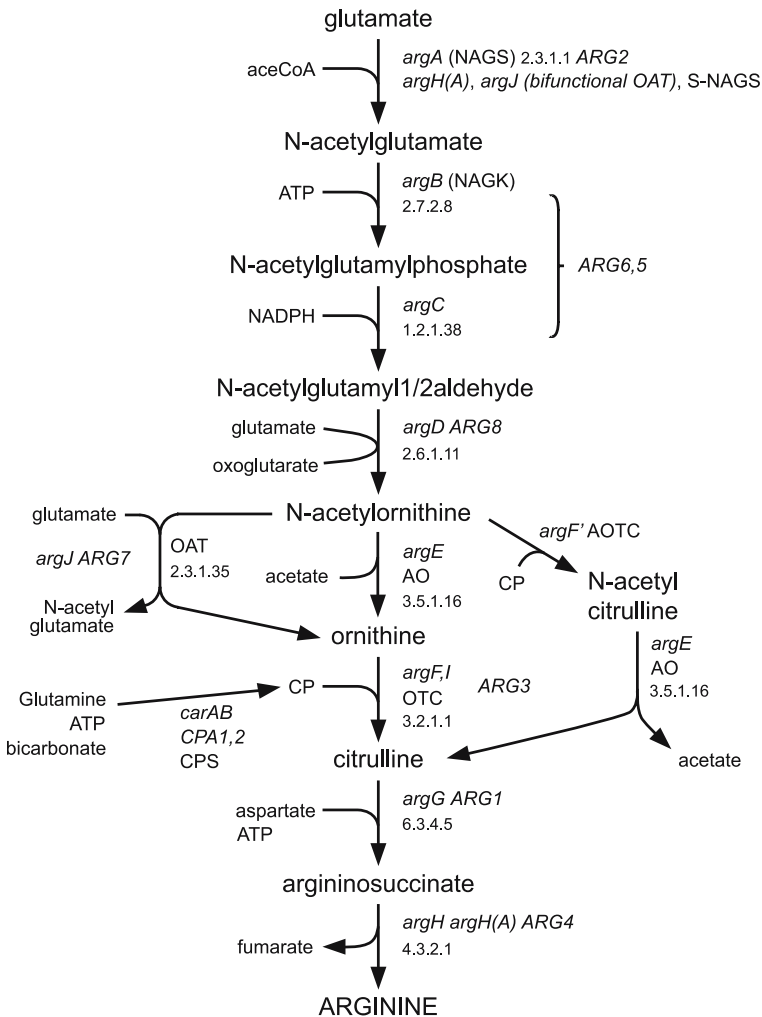 glutamate
aceCoA
argA (NAGS) 2.3.1.1 ARG2
argH(A), argJ (bifunctional OAT), S-NAGS
N-acetylglutamate
ATP
argB (NAGK)
2.7.2.8
N-acetylglutamylphosphate
ARG6,5
NADPH
argC
1.2.1.38
N-acetylglutamyl1/2aldehyde
glutamate
oxoglutarate
argD ARG8
2.6.1.11
N-acetylornithine
glutamate
argJ ARG7
OAT
2.3.1.35
N-acetyl
glutamate
acetate
argE
AO
3.5.1.16
argF' AOTC
CP
N-acetyl
citrulline
ornithine
argE
AO
3.5.1.16
acetate
Glutamine
ATP
bicarbonate
carAB
CPA1,2
CPS
CP
argF,I
OTC
3.2.1.1
ARG3
citrulline
aspartate
ATP
argG ARG1
6.3.4.5
argininosuccinate
fumarate
argH argH(A) ARG4
4.3.2.1
ARGININE